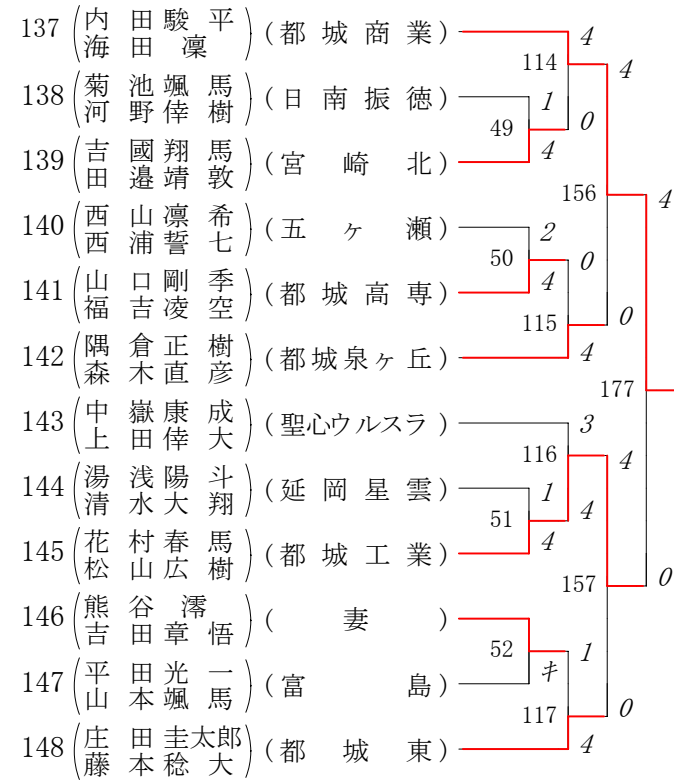 137 内田駿平 海田凜 (都城商業) 4
114 4
138 菊池颯馬 河野倖樹 (日南振徳) 1
49 0
139 吉國翔馬 田邉靖敦 (宮崎北) 4
156 4
140 西山凛希 西浦誓七 (五ヶ瀬) 2
50 0
141 山口剛季 福吉凌空 (都城高専) 4
115 0
142 隅倉正樹 森木直彦 (都城泉ヶ丘) 4
177
143 中嶽康成 上田倖大 (聖心ウルスラ) 3
116 4
144 湯浅陽斗 清水大翔 (延岡星雲) 1
51 4
145 花村春馬 松山広樹 (都城工業) 4
157 0
146 熊谷澪 吉田章悟 (妻)
52 1
147 平田光一 山本颯馬 (富島) キ
117 0
148 庄田圭太郎 藤本稔大 (都城東) 4